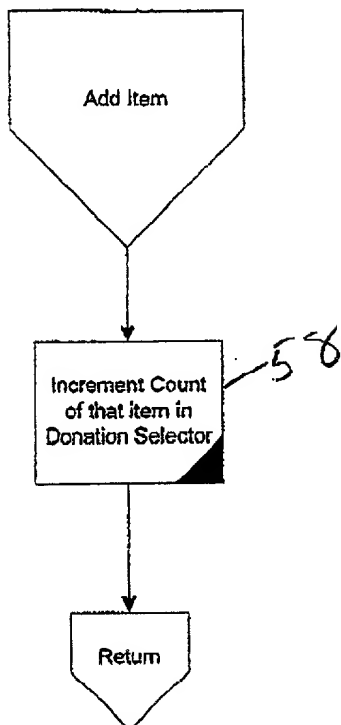 Add Item
Increment Count
of that item in
Donation Selector
58
Return